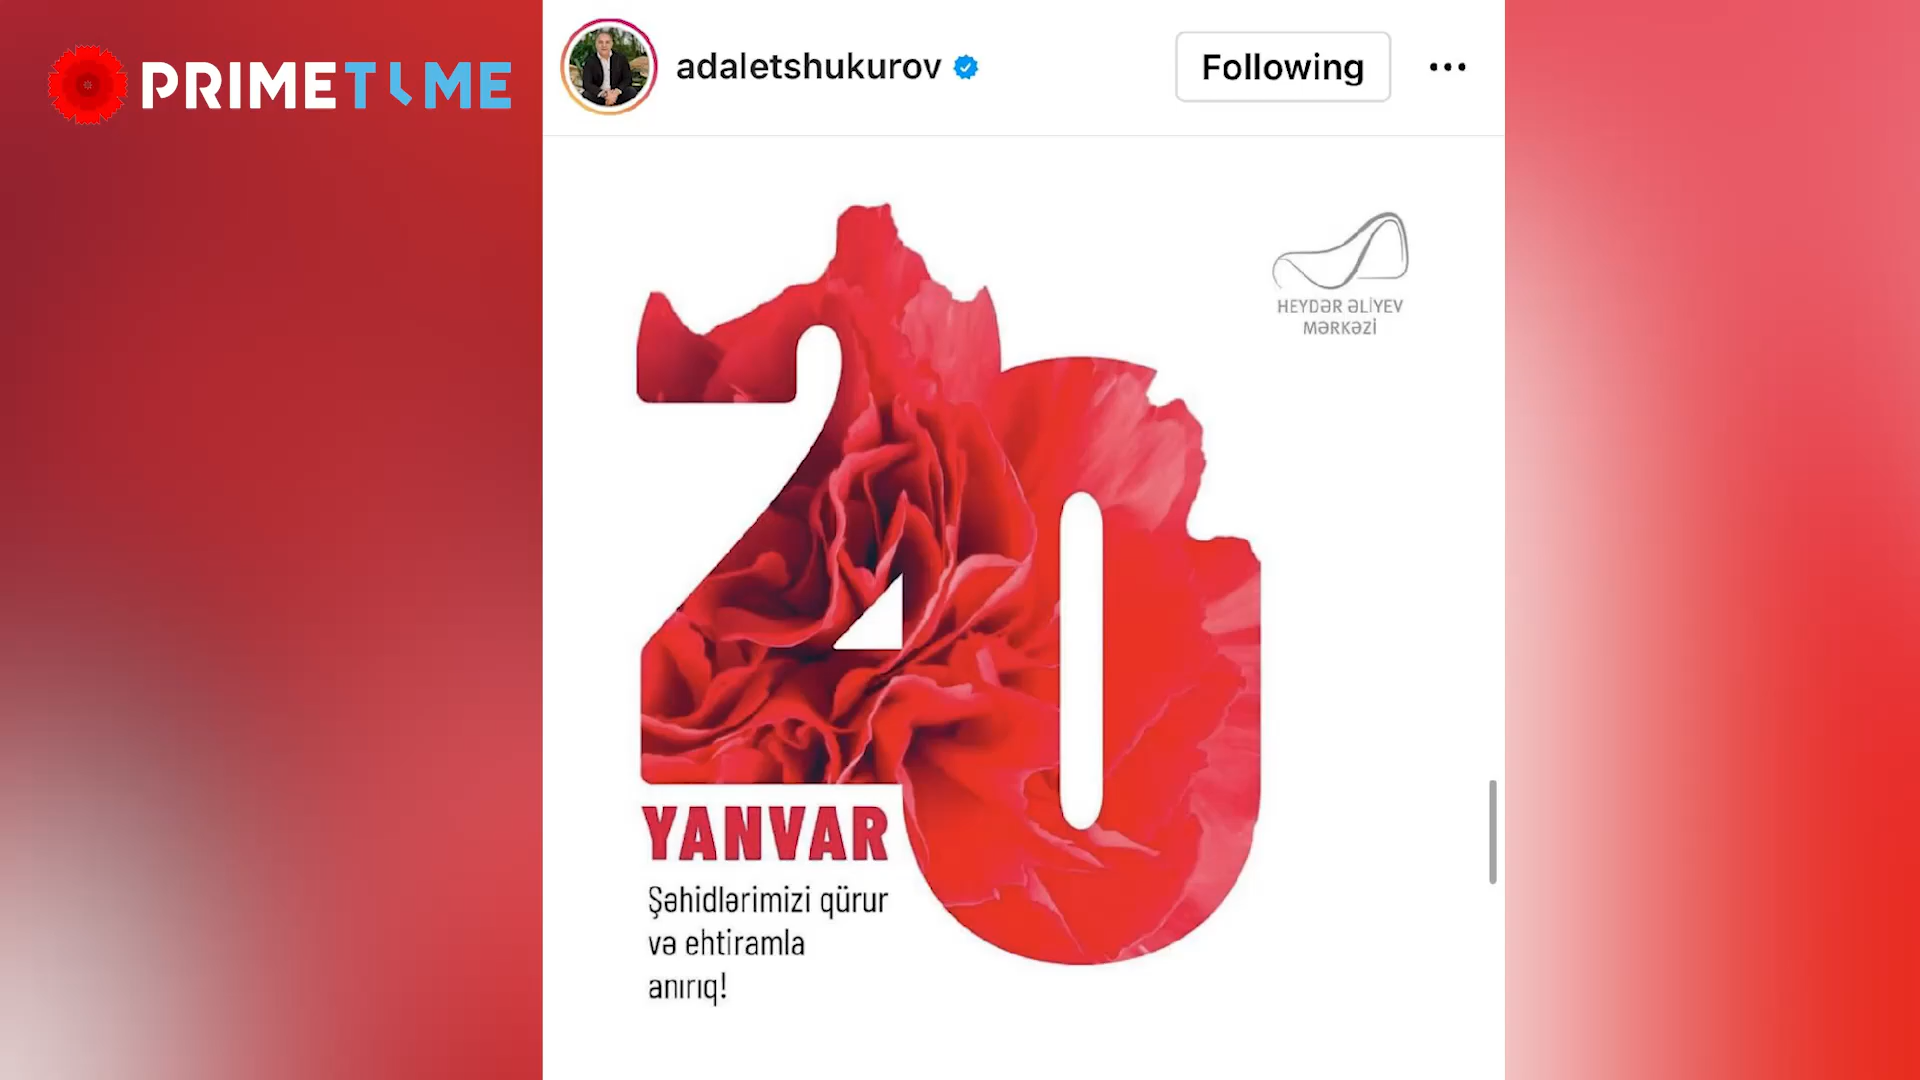 PRIMETIME
adaletshukurov
Following
HEYDƏR ƏLİYEV
MƏRKƏZİ
20
YANVAR
Şəhidlərimizi qürur
və ehtiramla
anırıq!